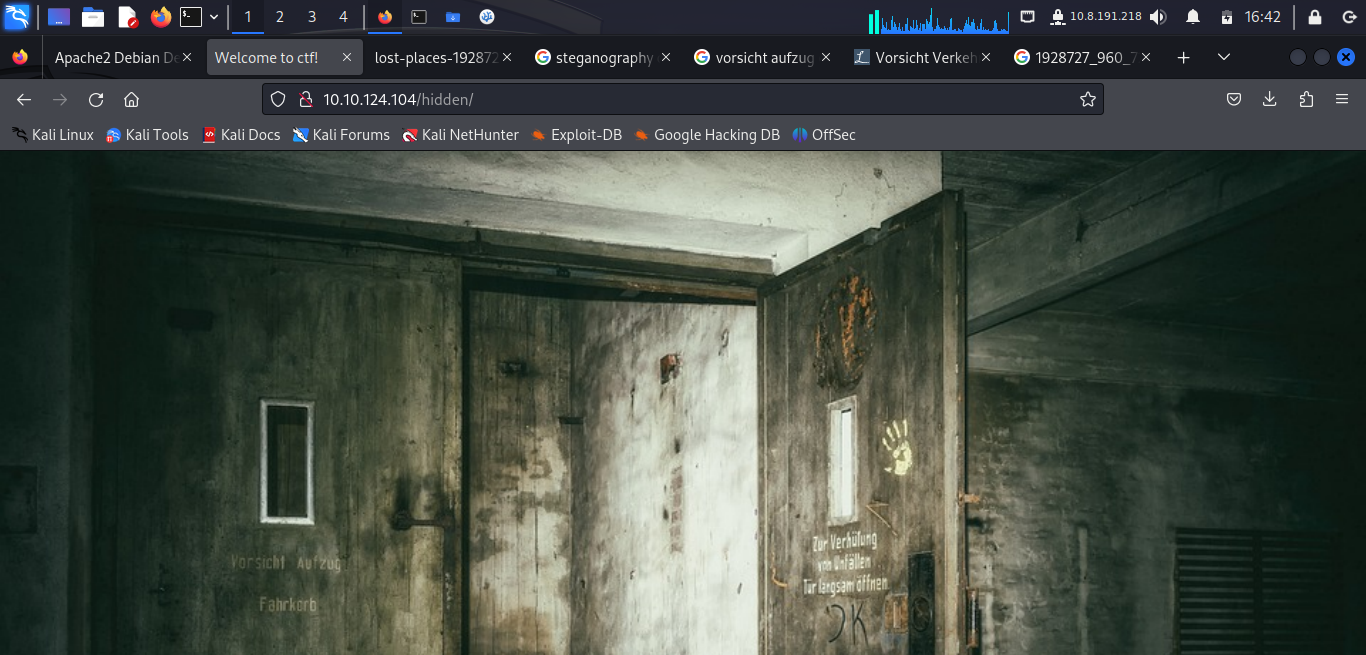 1
2
3
4
10.8.191.218
16:42
Apache2 Debian De
Welcome to ctf!
lost-places-192872
steganography
vorsicht aufzug
Vorsicht Verkeh
1928727_960_7
10.10.124.104/hidden/
Kali Linux
Kali Tools
Kali Docs
Kali Forums
Kali NetHunter
Exploit-DB
Google Hacking DB
OffSec
Vorsicht Aufzug
Fahrkorb
Zur Verhütung
von Unfällen
Tür langsam öffnen
JK